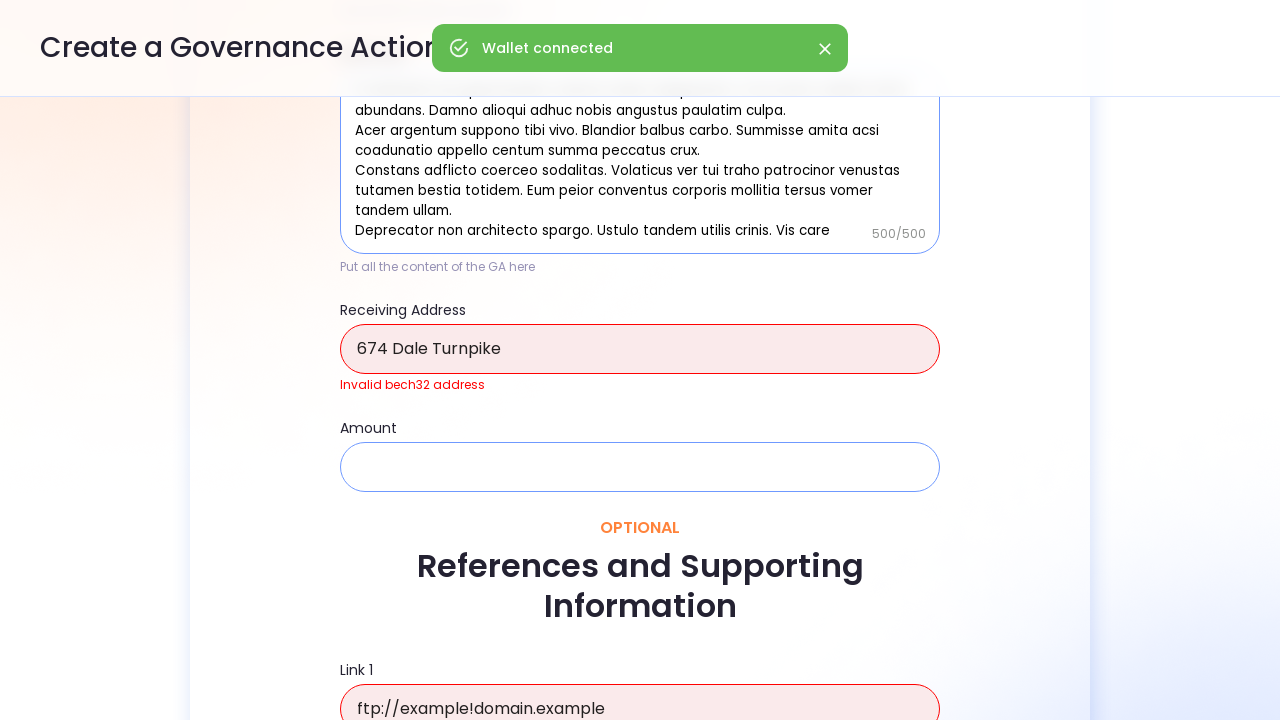 Create a Governance Action
Wallet connected
abundans. Damno alioqui adhuc nobis angustus paulatim culpa.
Acer argentum suppono tibi vivo. Blandior balbus carbo. Summisse amita acsi
coadunatio appello centum summa peccatus crux.
Constans adflicto coerceo sodalitas. Volaticus ver tui traho patrocinor venustas
tutamen bestia totidem. Eum peior conventus corporis mollitia tersus vomer
tandem ullam.
Deprecator non architecto spargo. Ustulo tandem utilis crinis. Vis care
500/500
Put all the content of the GA here
Receiving Address
674 Dale Turnpike
Invalid bech32 address
Amount
OPTIONAL
References and Supporting
Information
Link 1
ftp://example!domain.example